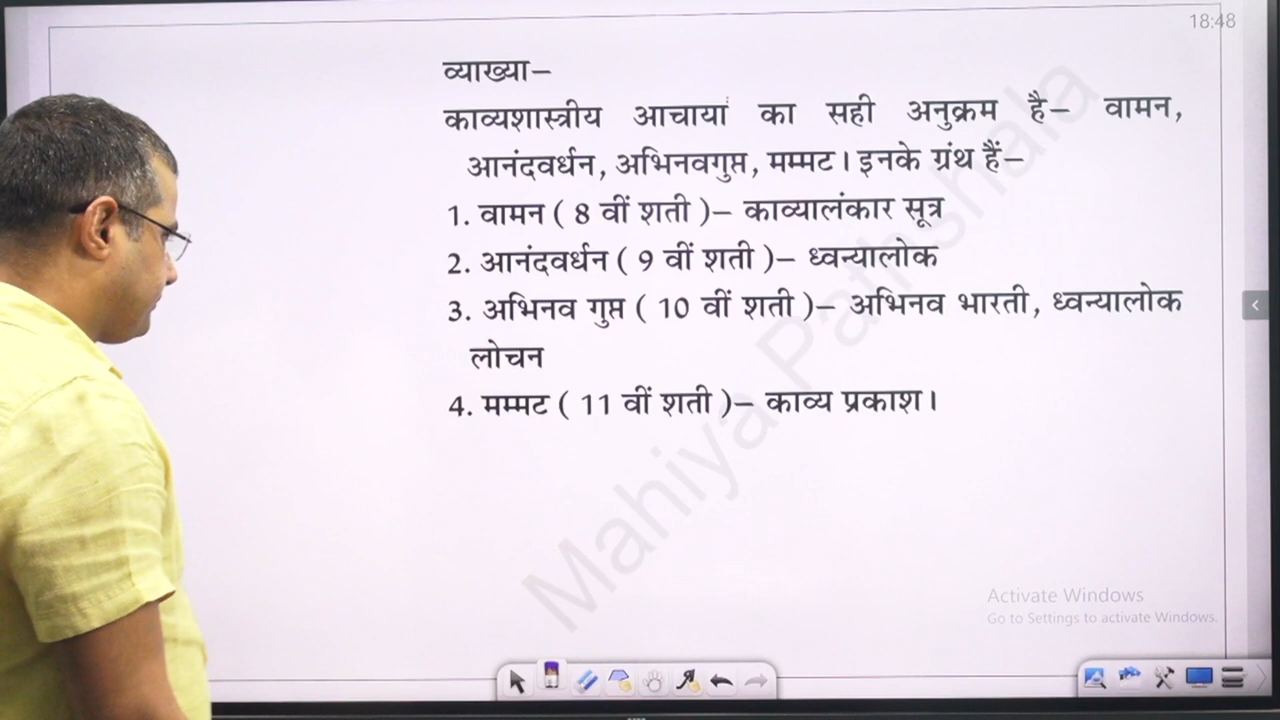 18:48
व्याख्या–
काव्यशास्त्रीय आचार्यां का सही अनुक्रम है– वामन,
आनंदवर्धन, अभिनवगुप्त, मम्मट। इनके ग्रंथ हैं–
1. वामन ( 8 वीं शती )– काव्यालंकार सूत्र
2. आनंदवर्धन ( 9 वीं शती )– ध्वन्यालोक
3. अभिनव गुप्त ( 10 वीं शती )– अभिनव भारती, ध्वन्यालोक
लोचन
4. मम्मट ( 11 वीं शती )– काव्य प्रकाश।
Mahiya Pathshala
Activate Windows
Go to Settings to activate Windows.